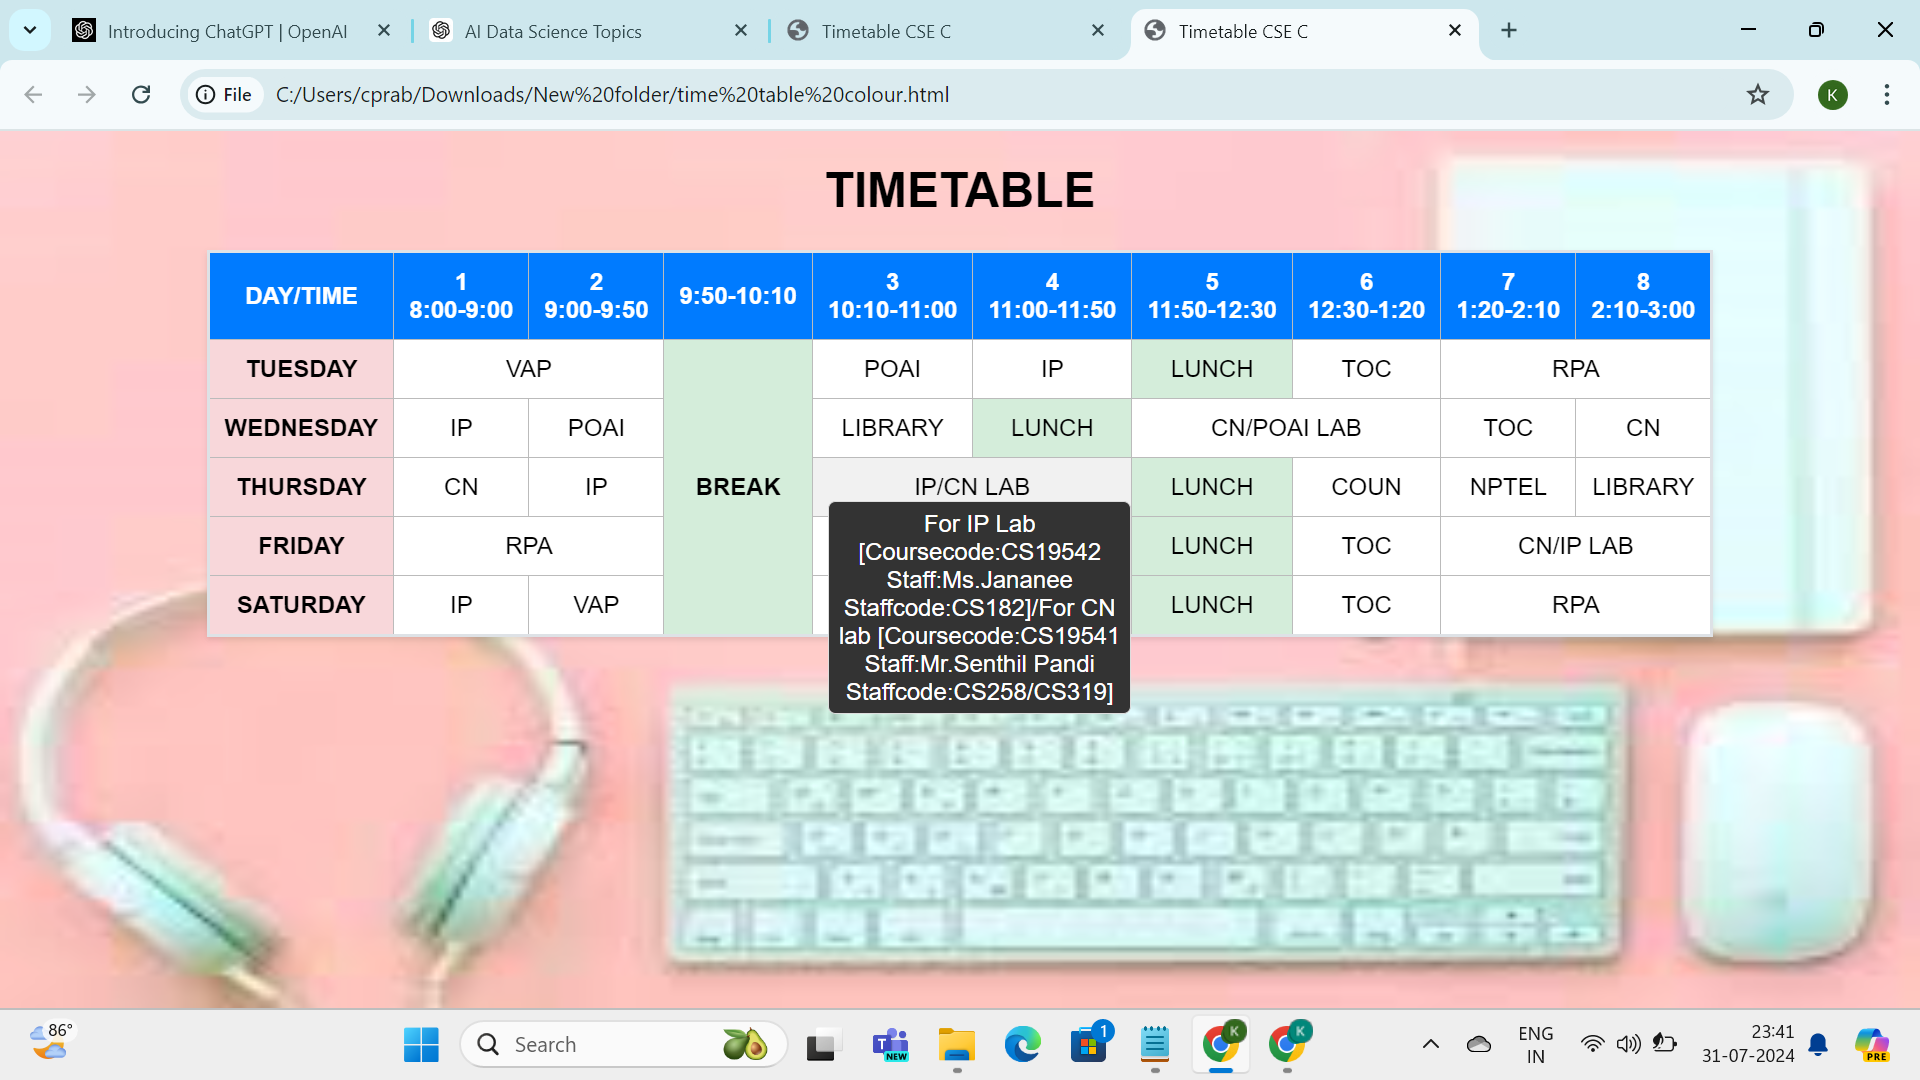 Introducing ChatGPT | OpenAI
AI Data Science Topics
Timetable CSE C
Timetable CSE C
File
C:/Users/cprab/Downloads/New%20folder/time%20table%20colour.html
K
TIMETABLE
DAY/TIME 1 8:00-9:00 2 9:00-9:50 9:50-10:10 3 10:10-11:00 4 11:00-11:50 5 11:50-12:30 6 12:30-1:20 7 1:20-2:10 8 2:10-3:00
TUESDAY VAP POAI IP LUNCH TOC RPA
WEDNESDAY IP POAI LIBRARY LUNCH CN/POAI LAB TOC CN
THURSDAY CN IP BREAK IP/CN LAB LUNCH COUN NPTEL LIBRARY
FRIDAY RPA LUNCH TOC CN/IP LAB
SATURDAY IP VAP LUNCH TOC RPA
For IP Lab
[Coursecode:CS19542
Staff:Ms.Jananee
Staffcode:CS182]/For CN
lab [Coursecode:CS19541
Staff:Mr.Senthil Pandi
Staffcode:CS258/CS319]
86°
Search
T
NEW
1
K
K
ENG
IN
23:41
31-07-2024
PRE